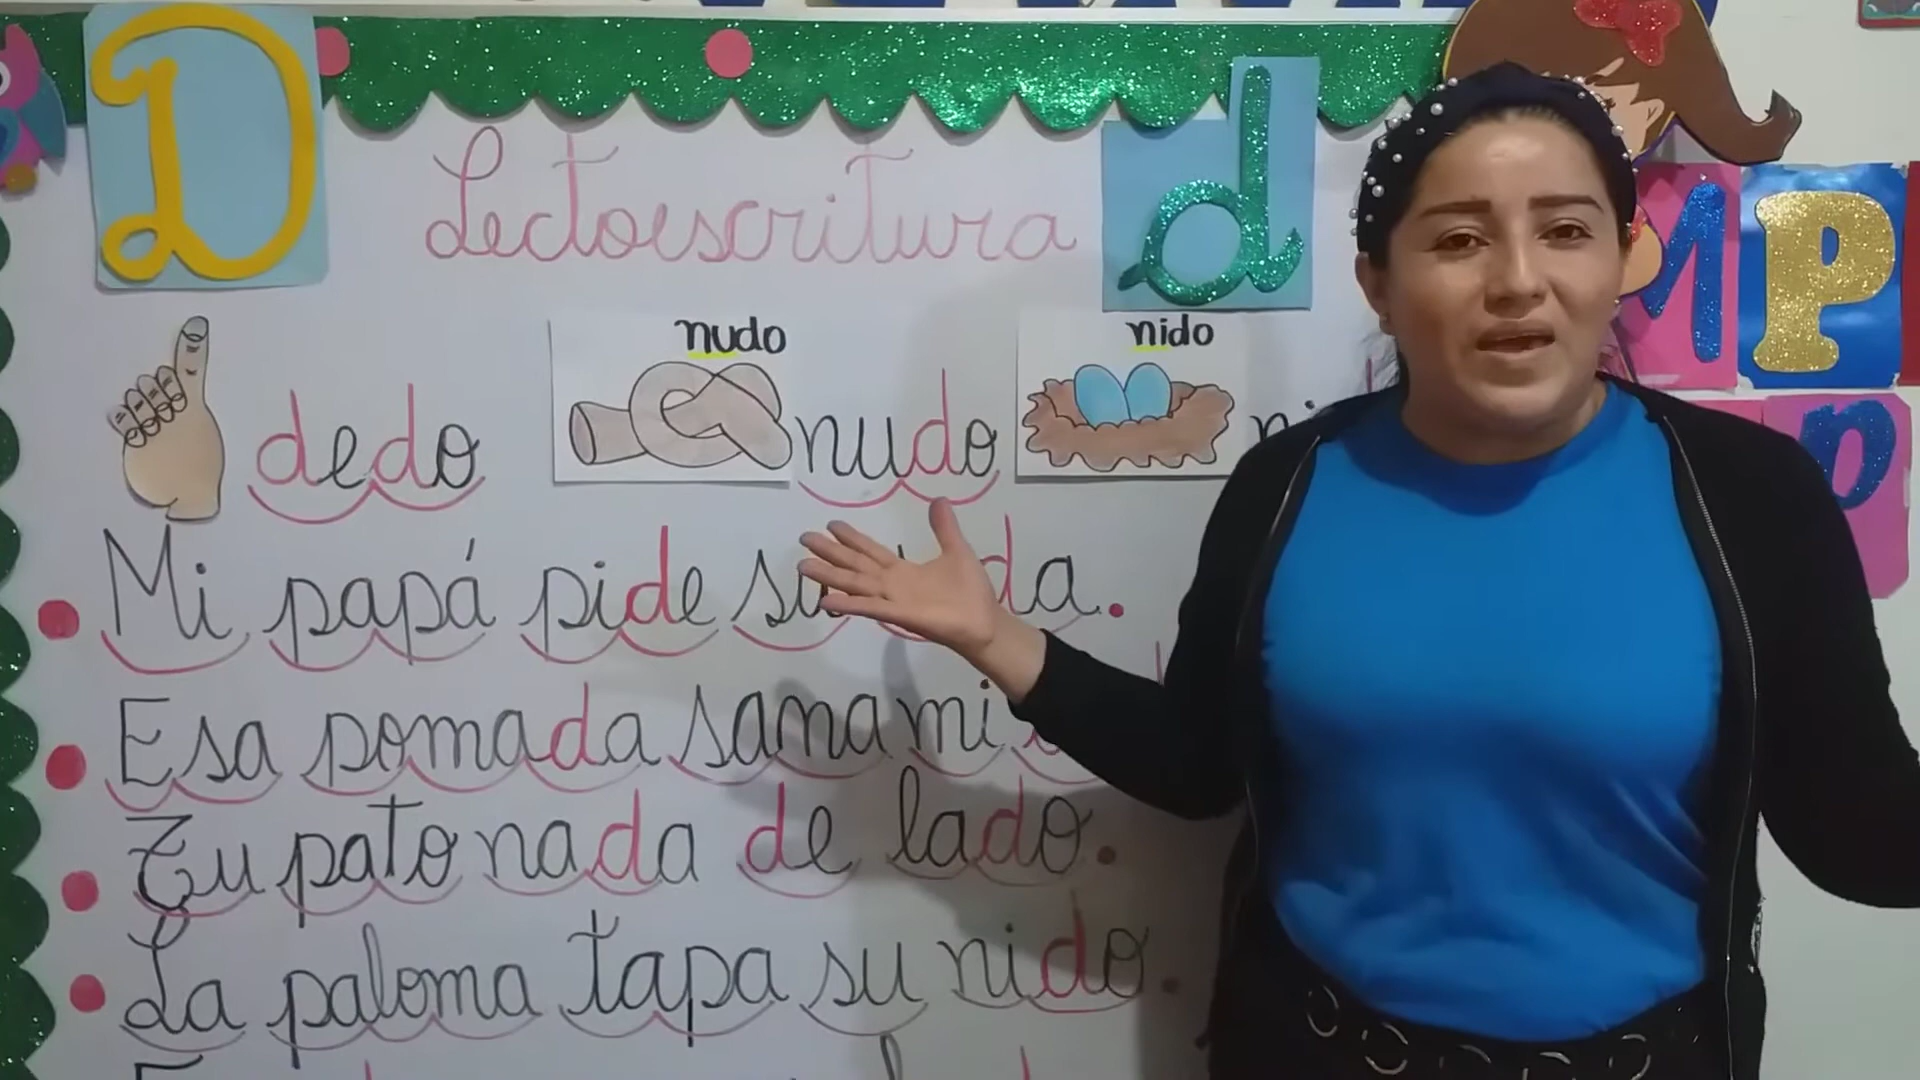 D Lectoescritura d
M P
nudo nido
dedo nudo
p
Mi papá pide su
Esa pomada sana mi
Tu pato nada de lado.
La paloma tapa su nido.